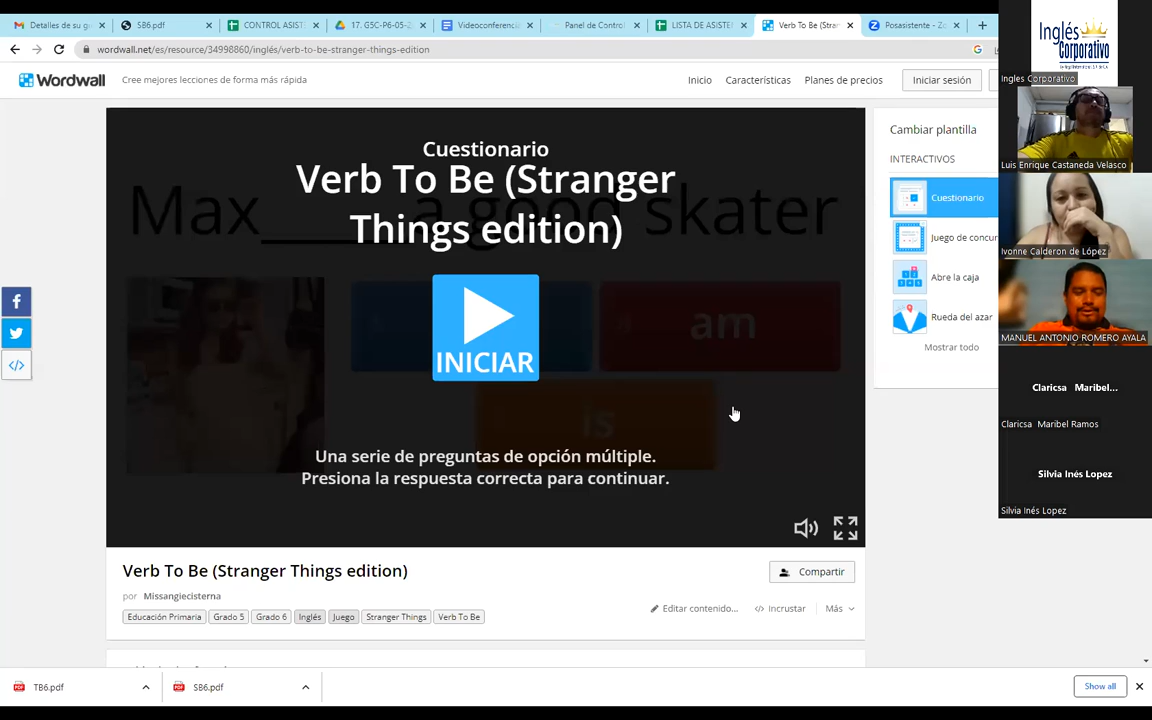 Detalles de su ga
SB6.pdf
CONTROL ASIST
17. G5C-P6-05-2
Videoconferenci
Panel de Control
LISTA DE ASISTEN
Verb To Be (Stran
Posasistente - Zo
wordwall.net/es/resource/34998860/inglés/verb-to-be-stranger-things-edition
Wordwall
Cree mejores lecciones de forma más rápida
Inicio
Características
Planes de precios
Iniciar sesión
Cuestionario
Verb To Be (Stranger
Things edition)
Max_____a good skater
am
is
INICIAR
Una serie de preguntas de opción múltiple.
Presiona la respuesta correcta para continuar.
Verb To Be (Stranger Things edition)
Compartir
por Missangiecisterna
Educación Primaria
Grado 5
Grado 6
Inglés
Juego
Stranger Things
Verb To Be
Editar contenido...
Incrustar
Más
Cambiar plantilla
INTERACTIVOS
Cuestionario
Juego de concur
Abre la caja
Rueda del azar
Mostrar todo
Inglés
Corporativo
Ingles Corporativo
Luis Enrique Castaneda Velasco
Ivonne Calderon de López
MANUEL ANTONIO ROMERO AYALA
Claricsa Maribel...
Claricsa Maribel Ramos
Silvia Inés Lopez
Silvia Inés Lopez
TB6.pdf
SB6.pdf
Show all